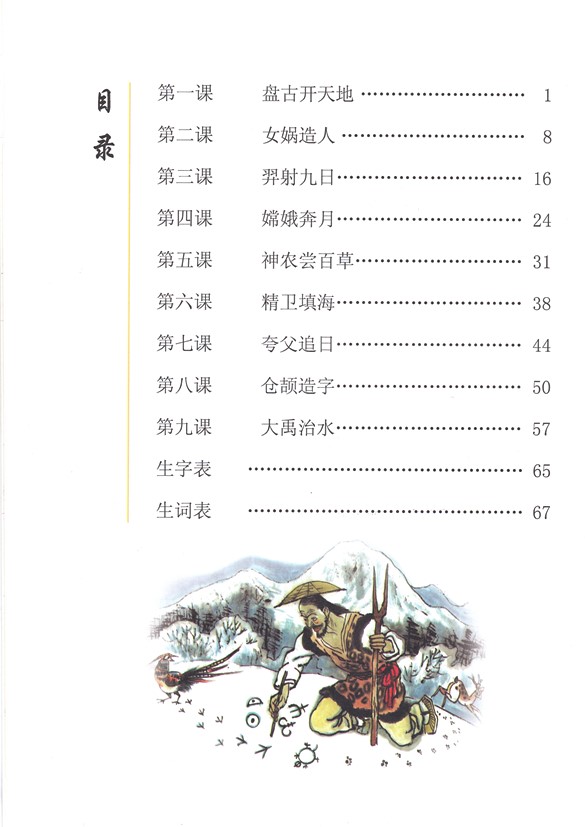 目录
第一课 盘古开天地 ………………………… 1
第二课 女娲造人 ………………………… 8
第三课 羿射九日………………………… 16
第四课 嫦娥奔月………………………… 24
第五课 神农尝百草……………………… 31
第六课 精卫填海………………………… 38
第七课 夸父追日………………………… 44
第八课 仓颉造字………………………… 50
第九课 大禹治水………………………… 57
生字表 …………………………………… 65
生词表 …………………………………… 67